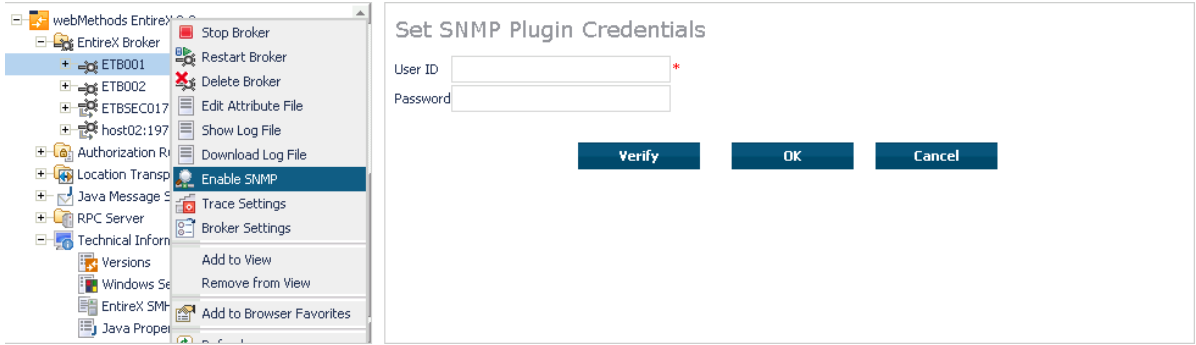 webMethods EntireX
EntireX Broker
ETB001
ETB002
ETBSEC017
host02:197
Authorization
Location Transp
Java Message
RPC Server
Technical Inform
Versions
Windows Se
EntireX SMH
Java Proper
Stop Broker
Restart Broker
Delete Broker
Edit Attribute File
Show Log File
Download Log File
Enable SNMP
Trace Settings
Broker Settings
Add to View
Remove from View
Add to Browser Favorites
Set SNMP Plugin Credentials
User ID *
Password
Verify OK Cancel